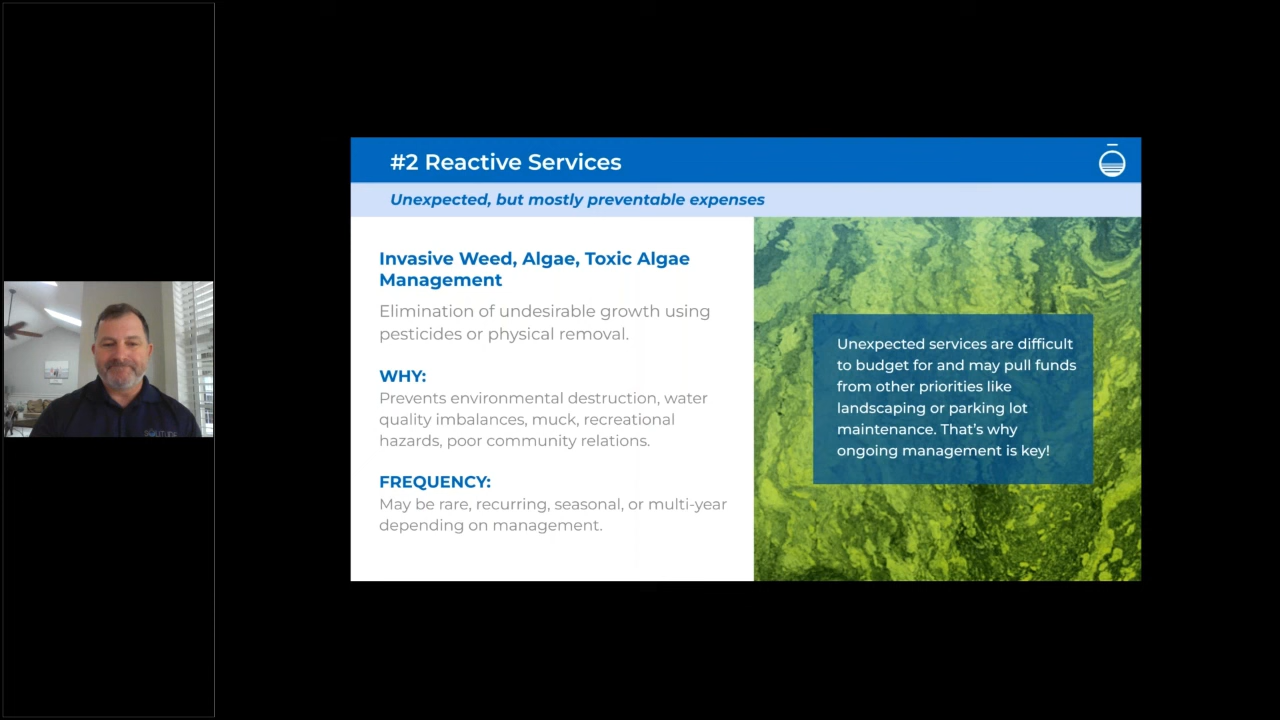 #2 Reactive Services
Unexpected, but mostly preventable expenses
Invasive Weed, Algae, Toxic Algae
Management
Elimination of undesirable growth using
pesticides or physical removal.
WHY:
Prevents environmental destruction, water
quality imbalances, muck, recreational
hazards, poor community relations.
FREQUENCY:
May be rare, recurring, seasonal, or multi-year
depending on management.
Unexpected services are difficult
to budget for and may pull funds
from other priorities like
landscaping or parking lot
maintenance. That’s why
ongoing management is key!